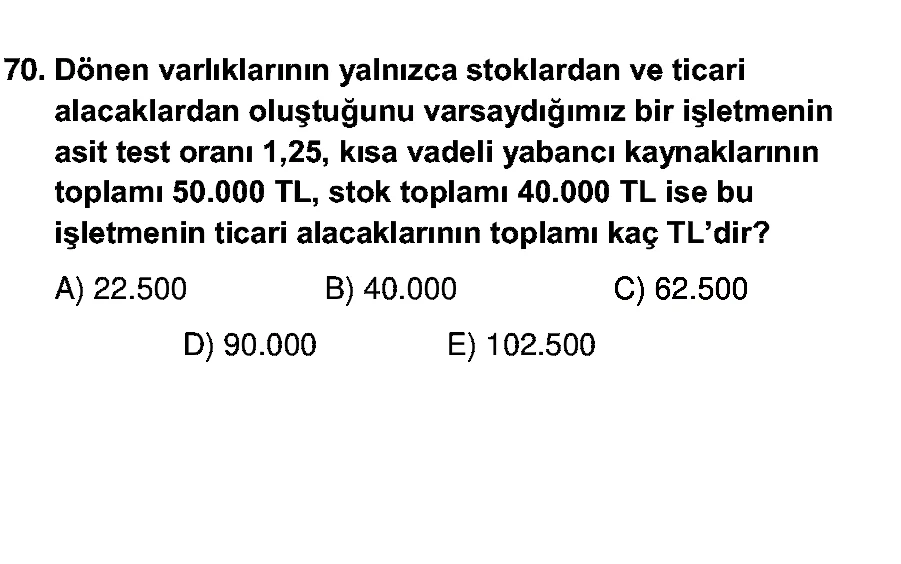 70. Dönen varlıklarının yalnızca stoklardan ve ticari
alacaklardan oluştuğunu varsaydığımız bir işletmenin
asit test oranı 1,25, kısa vadeli yabancı kaynaklarının
toplamı 50.000 TL, stok toplamı 40.000 TL ise bu
işletmenin ticari alacaklarının toplamı kaç TL’dir?
A) 22.500 B) 40.000 C) 62.500
D) 90.000 E) 102.500